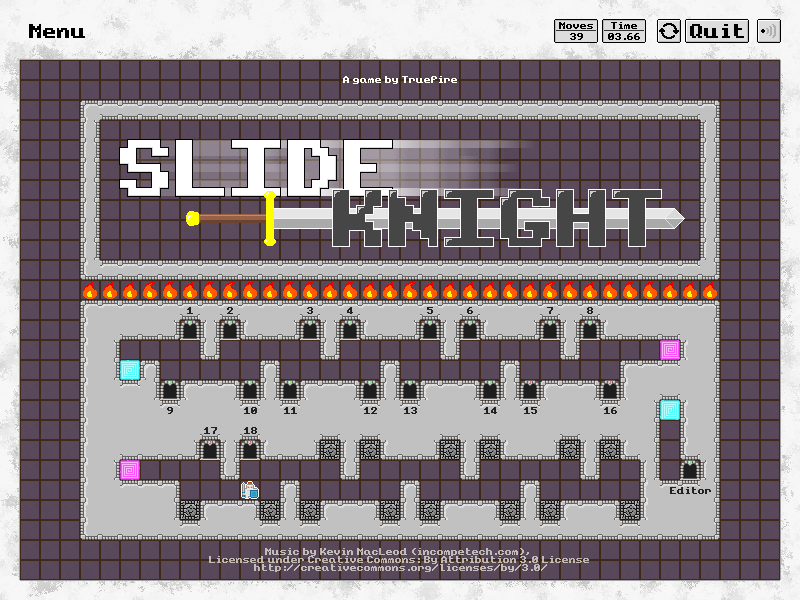 Menu
Moves
39
Time
03.66
Quit
A game by TrueFire
SLIDE
KNIGHT
1 2 3 4 5 6 7 8
9 10 11 12 13 14 15 16
17 18
Editor
Music by Kevin MacLeod (incompetech.com),
Licensed under Creative Commons: By Attribution 3.0 License
http://creativecommons.org/licenses/by/3.0/